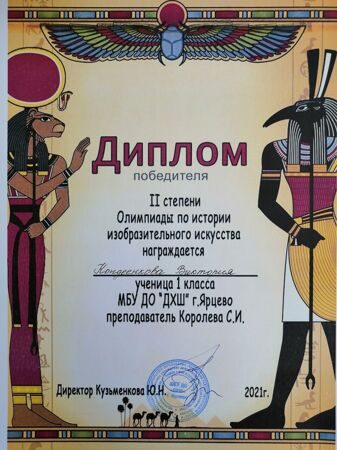 Диплом
победителя
II степени
Олимпиады по истории
изобразительного искусства
награждается
Кондренкова Виктория
ученица 1 класса
МБУ ДО "ДХШ" г.Ярцево
преподаватель Королева С.И.
Директор Кузьменкова Ю.Н. 2021г.